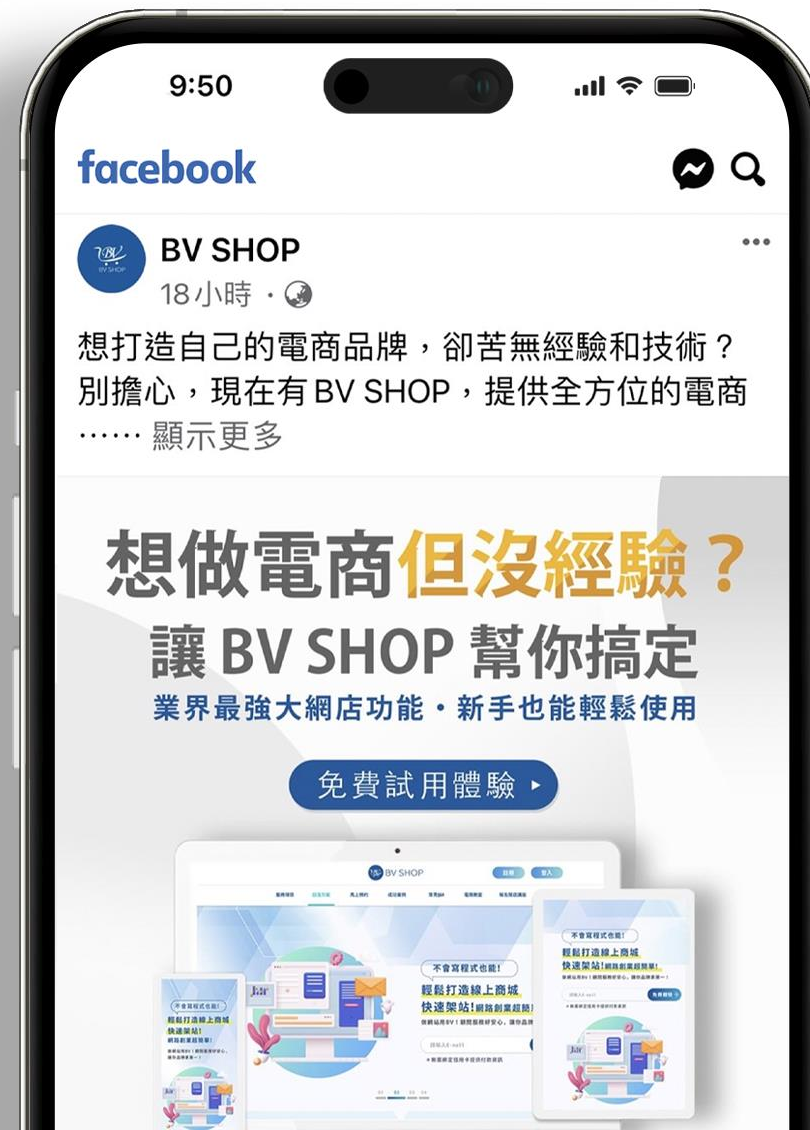 9:50
facebook
BV SHOP
BV SHOP
18小時
想打造自己的電商品牌，卻苦無經驗和技術？
別擔心，現在有BV SHOP，提供全方位的電商
⋯⋯ 顯示更多
想做電商但沒經驗？
讓 BV SHOP 幫你搞定
業界最強大網店功能・新手也能輕鬆使用
免費試用體驗
BV SHOP
註冊 登入
不會寫程式也能!
輕鬆打造線上商城
快速架站!網路創業超簡
不會寫程式也能!
輕鬆打造線上商城
快速架站!網路創業超簡單!
不會寫程式也能!
輕鬆打造線上商城
快速架站!
網路創業超簡單!